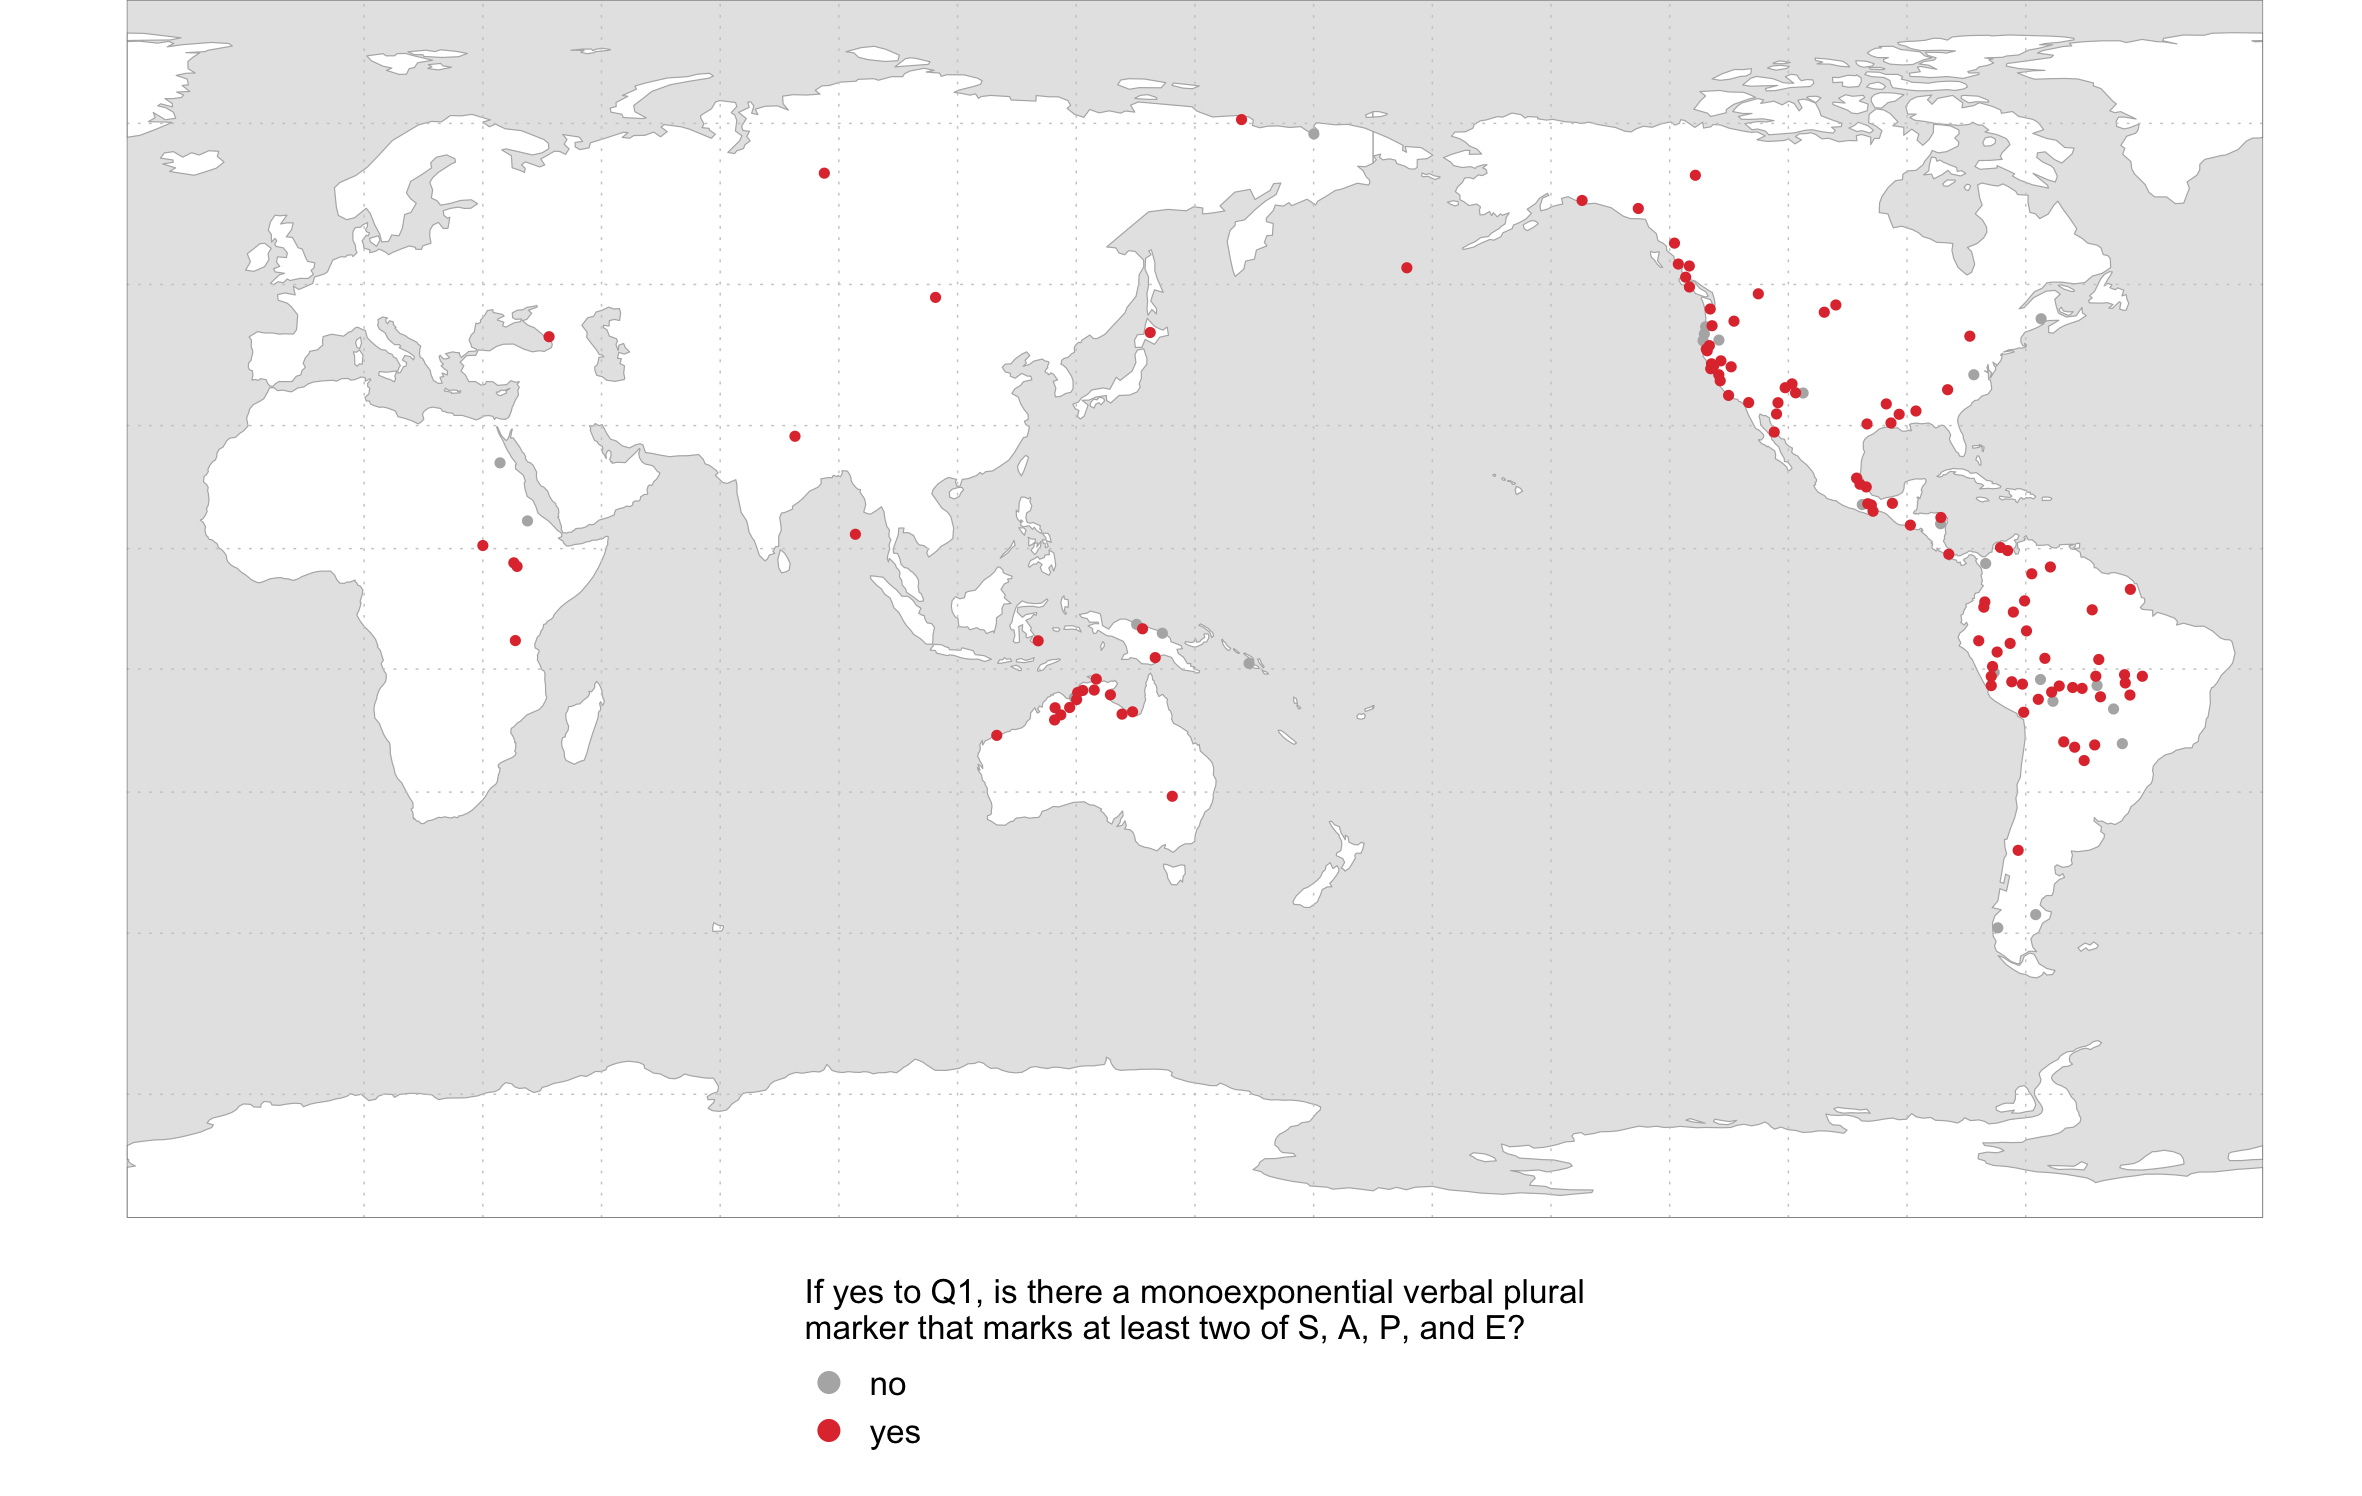 If yes to Q1, is there a monoexponential verbal plural
marker that marks at least two of S, A, P, and E?
no
yes